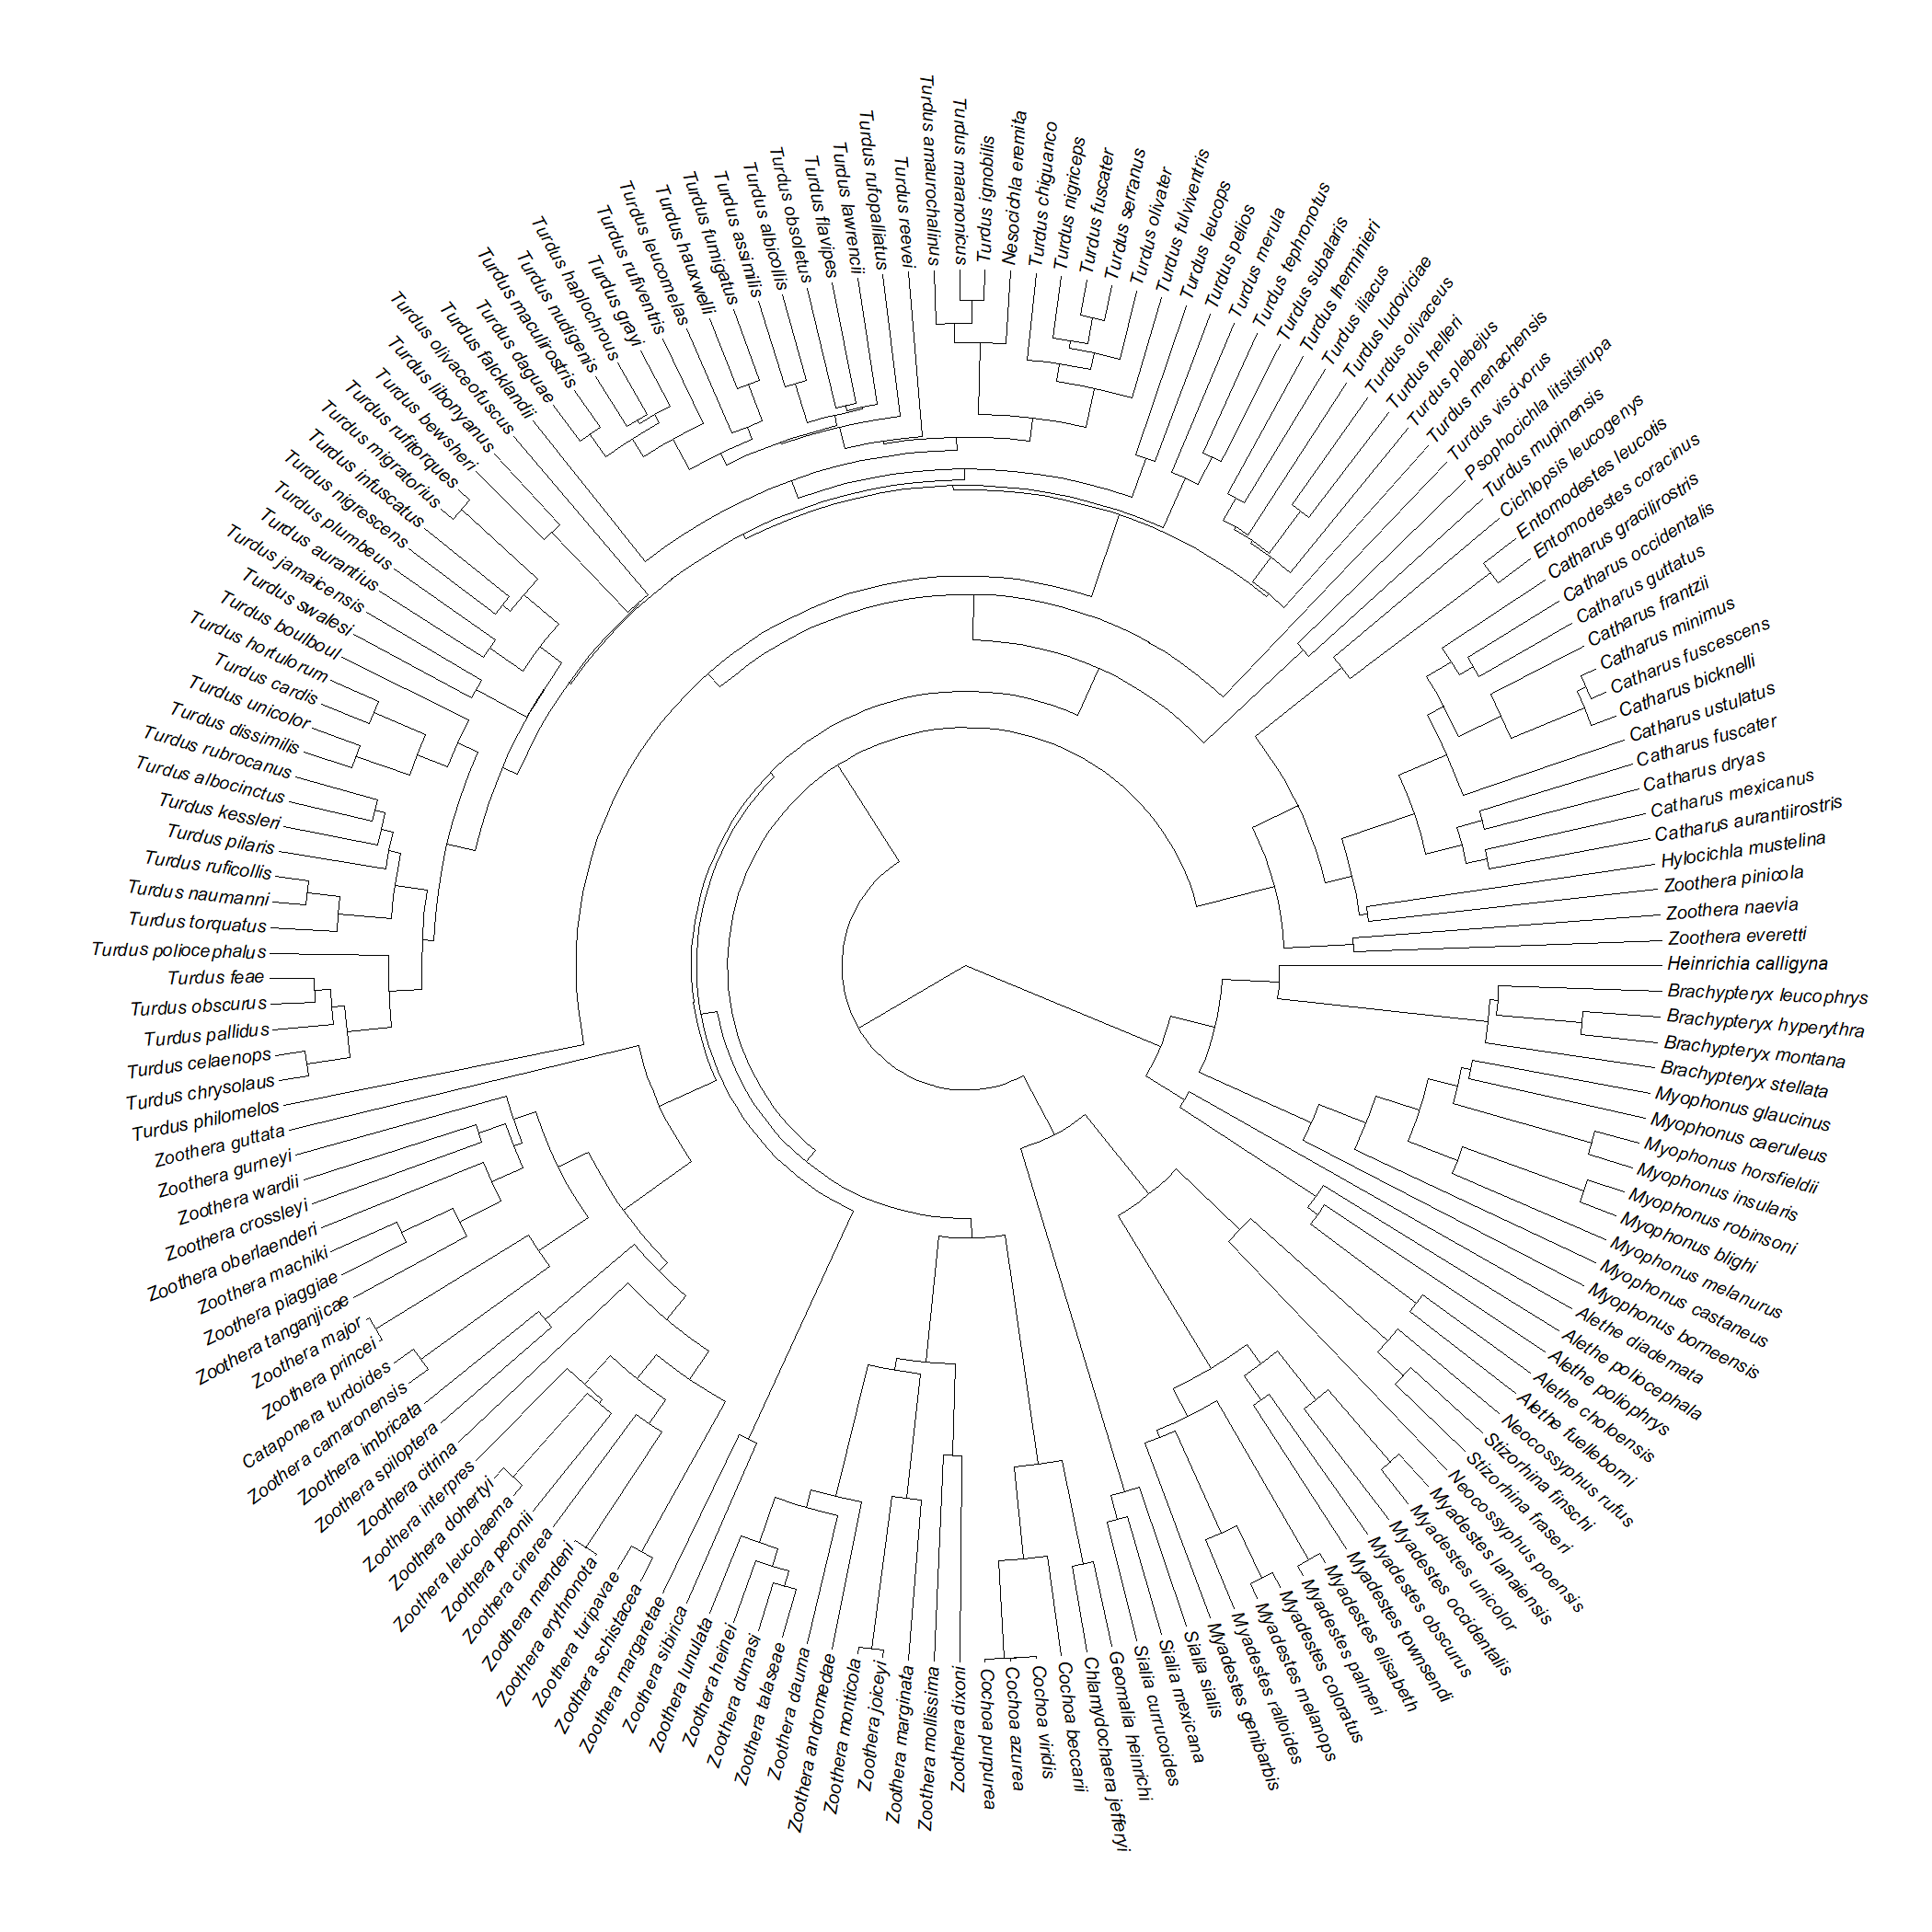 Turdus amaurochalinus
Turdus maranonicus
Turdus ignobilis
Nesocichla eremita
Turdus chiguanco
Turdus nigriceps
Turdus fuscater
Turdus serranus
Turdus olivater
Turdus fulviventris
Turdus leucops
Turdus pelios
Turdus merula
Turdus tephronotus
Turdus subalaris
Turdus lherminieri
Turdus iliacus
Turdus ludoviciae
Turdus olivaceus
Turdus helleri
Turdus plebejus
Turdus menachensis
Turdus viscivorus
Psophocichla litsitsirupa
Turdus mupinensis
Cichlopsis leucogenys
Entomodestes leucotis
Entomodestes coracinus
Catharus gracilirostris
Catharus occidentalis
Catharus guttatus
Catharus frantzii
Catharus minimus
Catharus fuscescens
Catharus bicknelli
Catharus ustulatus
Catharus fuscater
Catharus dryas
Catharus mexicanus
Catharus aurantiirostris
Hylocichla mustelina
Zoothera pinicola
Zoothera naevia
Zoothera everetti
Heinrichia calligyna
Brachypteryx leucophrys
Brachypteryx hyperythra
Brachypteryx montana
Brachypteryx stellata
Myophonus glaucinus
Myophonus caeruleus
Myophonus horsfieldii
Myophonus insularis
Myophonus robinsoni
Myophonus blighi
Myophonus melanurus
Myophonus castaneus
Myophonus borneensis
Alethe diademata
Alethe poliocephala
Alethe poliophrys
Alethe choloensis
Alethe fuelleborni
Neocossyphus rufus
Stizorhina finschi
Stizorhina fraseri
Neocossyphus poensis
Myadestes lanaiensis
Myadestes unicolor
Myadestes occidentalis
Myadestes obscurus
Myadestes townsendi
Myadestes elisabeth
Myadestes palmeri
Myadestes coloratus
Myadestes melanops
Myadestes ralloides
Myadestes genibarbis
Sialia sialis
Sialia mexicana
Sialia currucoides
Geomalia heinrichi
Chlamydochaera jefferyi
Cochoa beccarii
Cochoa viridis
Cochoa azurea
Cochoa purpurea
Zoothera dixoni
Zoothera mollissima
Zoothera marginata
Zoothera joiceyi
Zoothera monticola
Zoothera andromedae
Zoothera dauma
Zoothera talaseae
Zoothera dumasi
Zoothera heinei
Zoothera lunulata
Zoothera sibirica
Zoothera margaretae
Zoothera schistacea
Zoothera turipavae
Zoothera erythronota
Zoothera mendeni
Zoothera cinerea
Zoothera peronii
Zoothera leucolaema
Zoothera dohertyi
Zoothera interpres
Zoothera citrina
Zoothera spiloptera
Zoothera imbricata
Zoothera camaronensis
Cataponera turdoides
Zoothera princei
Zoothera major
Zoothera tanganjicae
Zoothera piaggiae
Zoothera machiki
Zoothera oberlaenderi
Zoothera crossleyi
Zoothera wardii
Zoothera gurneyi
Zoothera guttata
Turdus philomelos
Turdus chrysolaus
Turdus celaenops
Turdus pallidus
Turdus obscurus
Turdus feae
Turdus poliocephalus
Turdus torquatus
Turdus naumanni
Turdus ruficollis
Turdus pilaris
Turdus kessleri
Turdus albocinctus
Turdus rubrocanus
Turdus dissimilis
Turdus unicolor
Turdus cardis
Turdus hortulorum
Turdus boulboul
Turdus swalesi
Turdus jamaicensis
Turdus aurantius
Turdus plumbeus
Turdus nigrescens
Turdus infuscatus
Turdus migratorius
Turdus rufitorques
Turdus bewsheri
Turdus libonyanus
Turdus olivaceofuscus
Turdus falcklandii
Turdus daguae
Turdus maculirostris
Turdus nudigenis
Turdus haplochrous
Turdus grayi
Turdus rufiventris
Turdus leucomelas
Turdus hauxwelli
Turdus fumigatus
Turdus assimilis
Turdus albicollis
Turdus obsoletus
Turdus flavipes
Turdus lawrencii
Turdus rufopalliatus
Turdus reevei